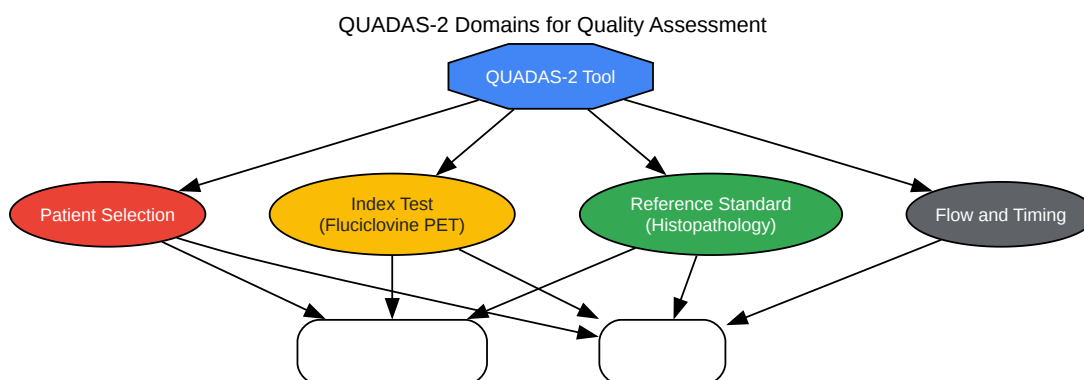 QUADAS-2 Domains for Quality Assessment
QUADAS-2 Tool
Patient Selection
Index Test
(Fluciclovine PET)
Reference Standard
(Histopathology)
Flow and Timing